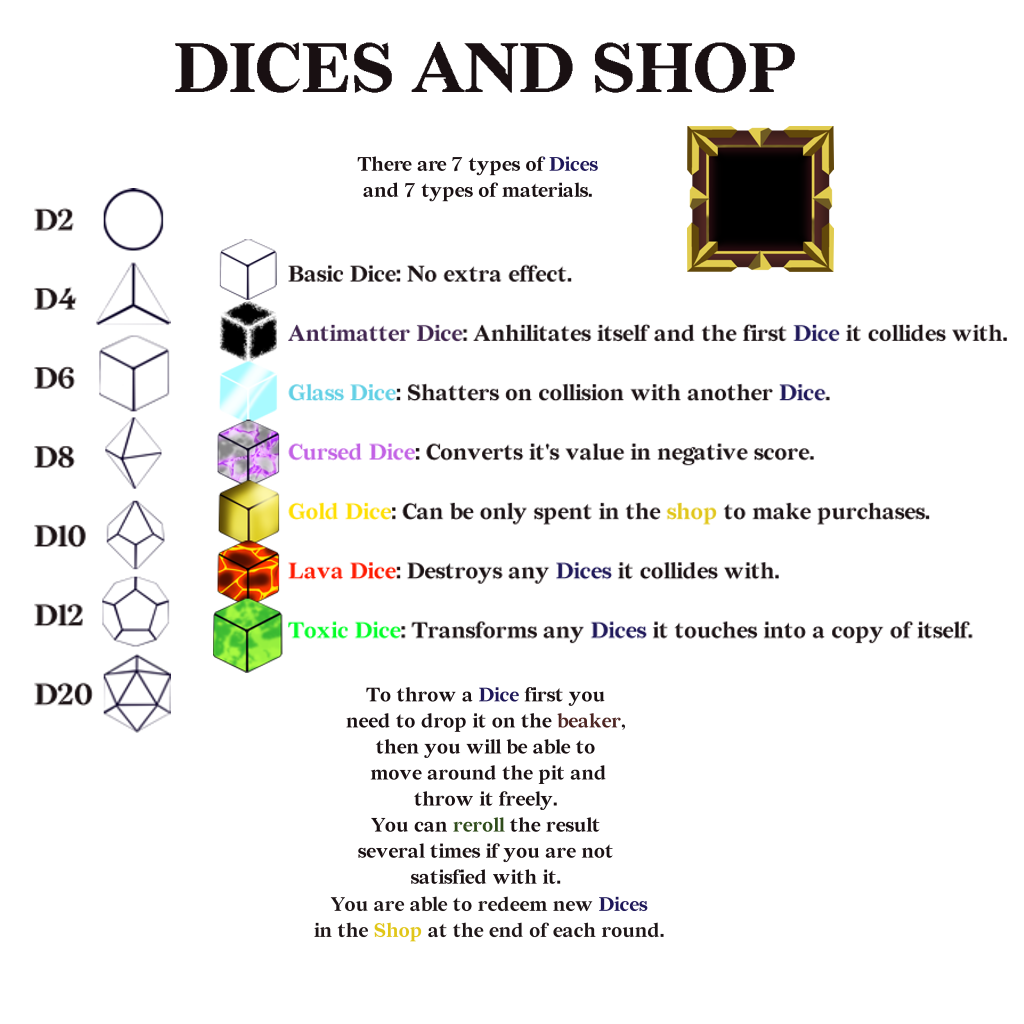 DICES AND SHOP
There are 7 types of Dices
and 7 types of materials.
D2
D4
D6
D8
D10
D12
D20
Basic Dice: No extra effect.
Antimatter Dice: Anhilitates itself and the first Dice it collides with.
Glass Dice: Shatters on collision with another Dice.
Cursed Dice: Converts it's value in negative score.
Gold Dice: Can be only spent in the shop to make purchases.
Lava Dice: Destroys any Dices it collides with.
Toxic Dice: Transforms any Dices it touches into a copy of itself.
To throw a Dice first you
need to drop it on the beaker,
then you will be able to
move around the pit and
throw it freely.
You can reroll the result
several times if you are not
satisfied with it.
You are able to redeem new Dices
in the Shop at the end of each round.